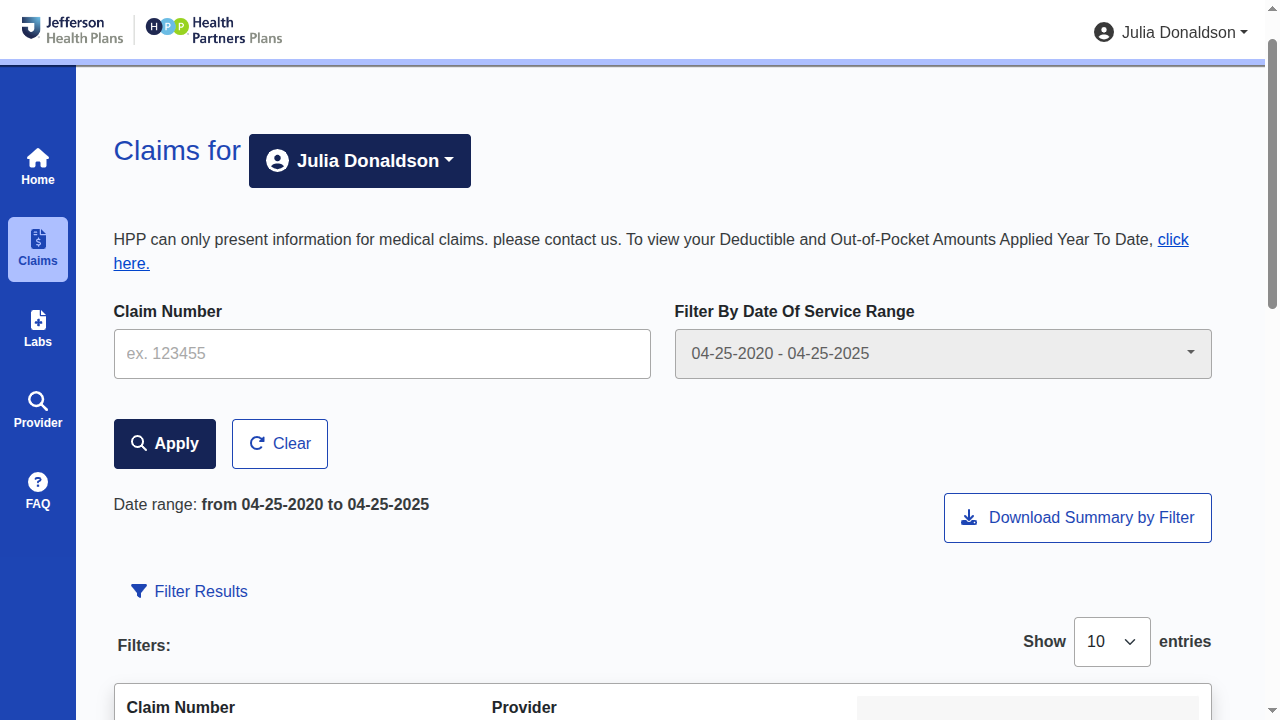 Jefferson
Health Plans
HPP
Health
Partners Plans
Julia Donaldson
Home
Claims
Labs
Provider
FAQ
Claims for
Julia Donaldson
HPP can only present information for medical claims. please contact us. To view your Deductible and Out-of-Pocket Amounts Applied Year To Date, click
here.
Claim Number
Filter By Date Of Service Range
ex. 123455
04-25-2020 - 04-25-2025
Apply
Clear
Date range: from 04-25-2020 to 04-25-2025
Download Summary by Filter
Filter Results
Filters:
Show 10 entries
Claim Number
Provider